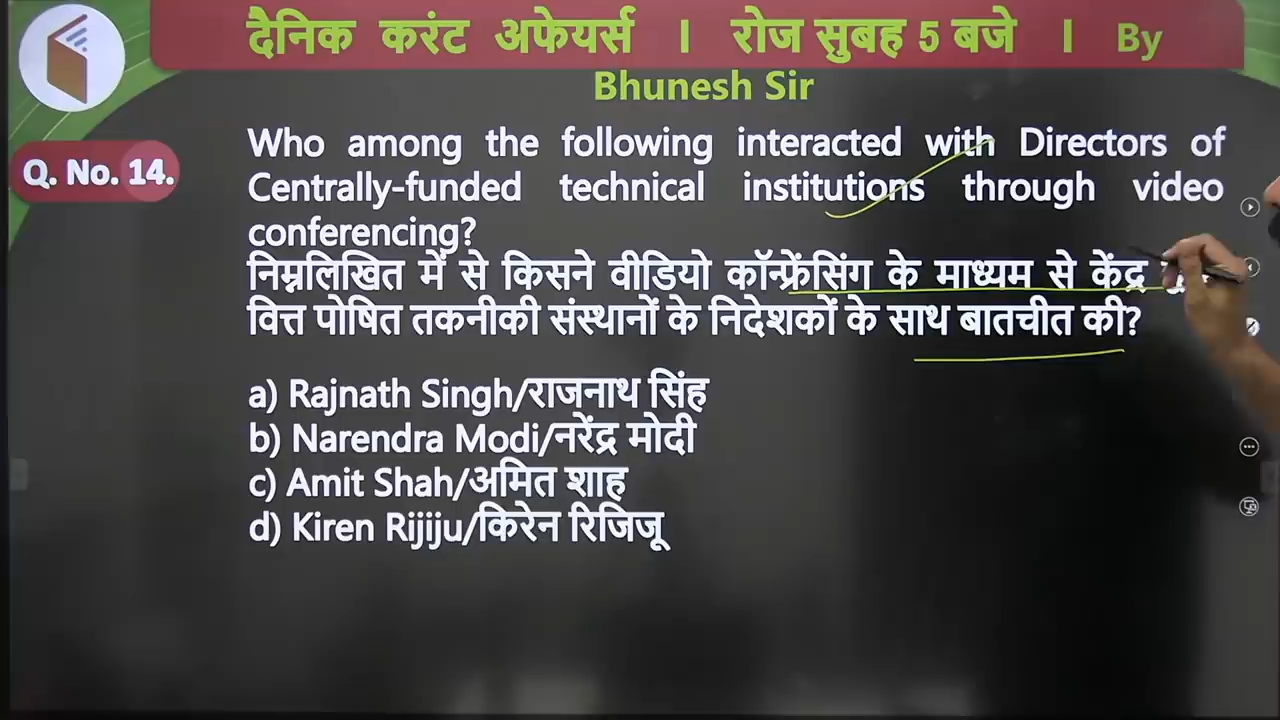 दैनिक करंट अफेयर्स । रोज सुबह 5 बजे । By
Bhunesh Sir
Q. No. 14.
Who among the following interacted with Directors of
Centrally-funded technical institutions through video
conferencing?
निम्नलिखित में से किसने वीडियो कॉन्फ्रेंसिंग के माध्यम से केंद्र
वित्त पोषित तकनीकी संस्थानों के निदेशकों के साथ बातचीत की?
a) Rajnath Singh/राजनाथ सिंह
b) Narendra Modi/नरेंद्र मोदी
c) Amit Shah/अमित शाह
d) Kiren Rijiju/किरेन रिजिजू